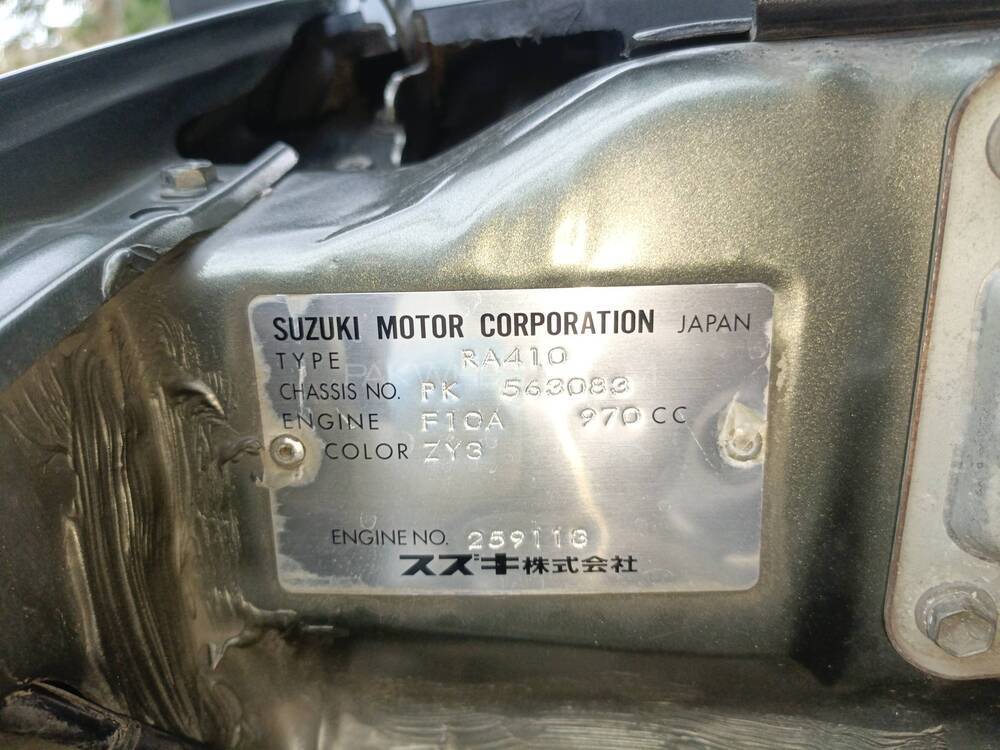 SUZUKI MOTOR CORPORATION JAPAN
TYPE RA410
CHASSIS NO. PK 563083
ENGINE F10A 970 CC
COLOR ZY3
ENGINE NO. 259118
スズキ株式会社